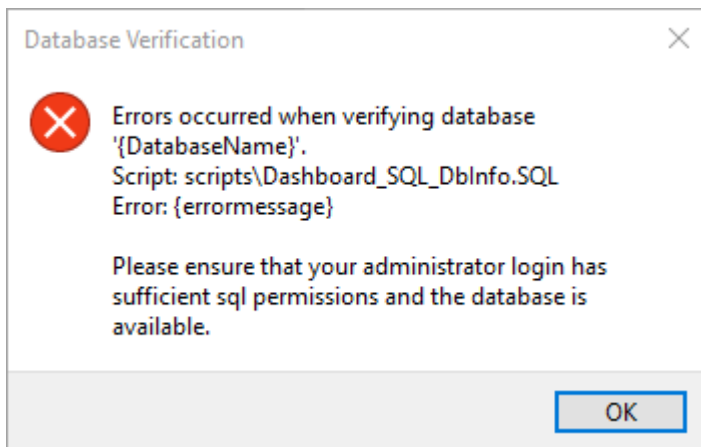 Database Verification
Errors occurred when verifying database
'{DatabaseName}'.
Script: scripts\Dashboard_SQL_DbInfo.SQL
Error: {errormessage}
Please ensure that your administrator login has
sufficient sql permissions and the database is
available.
OK